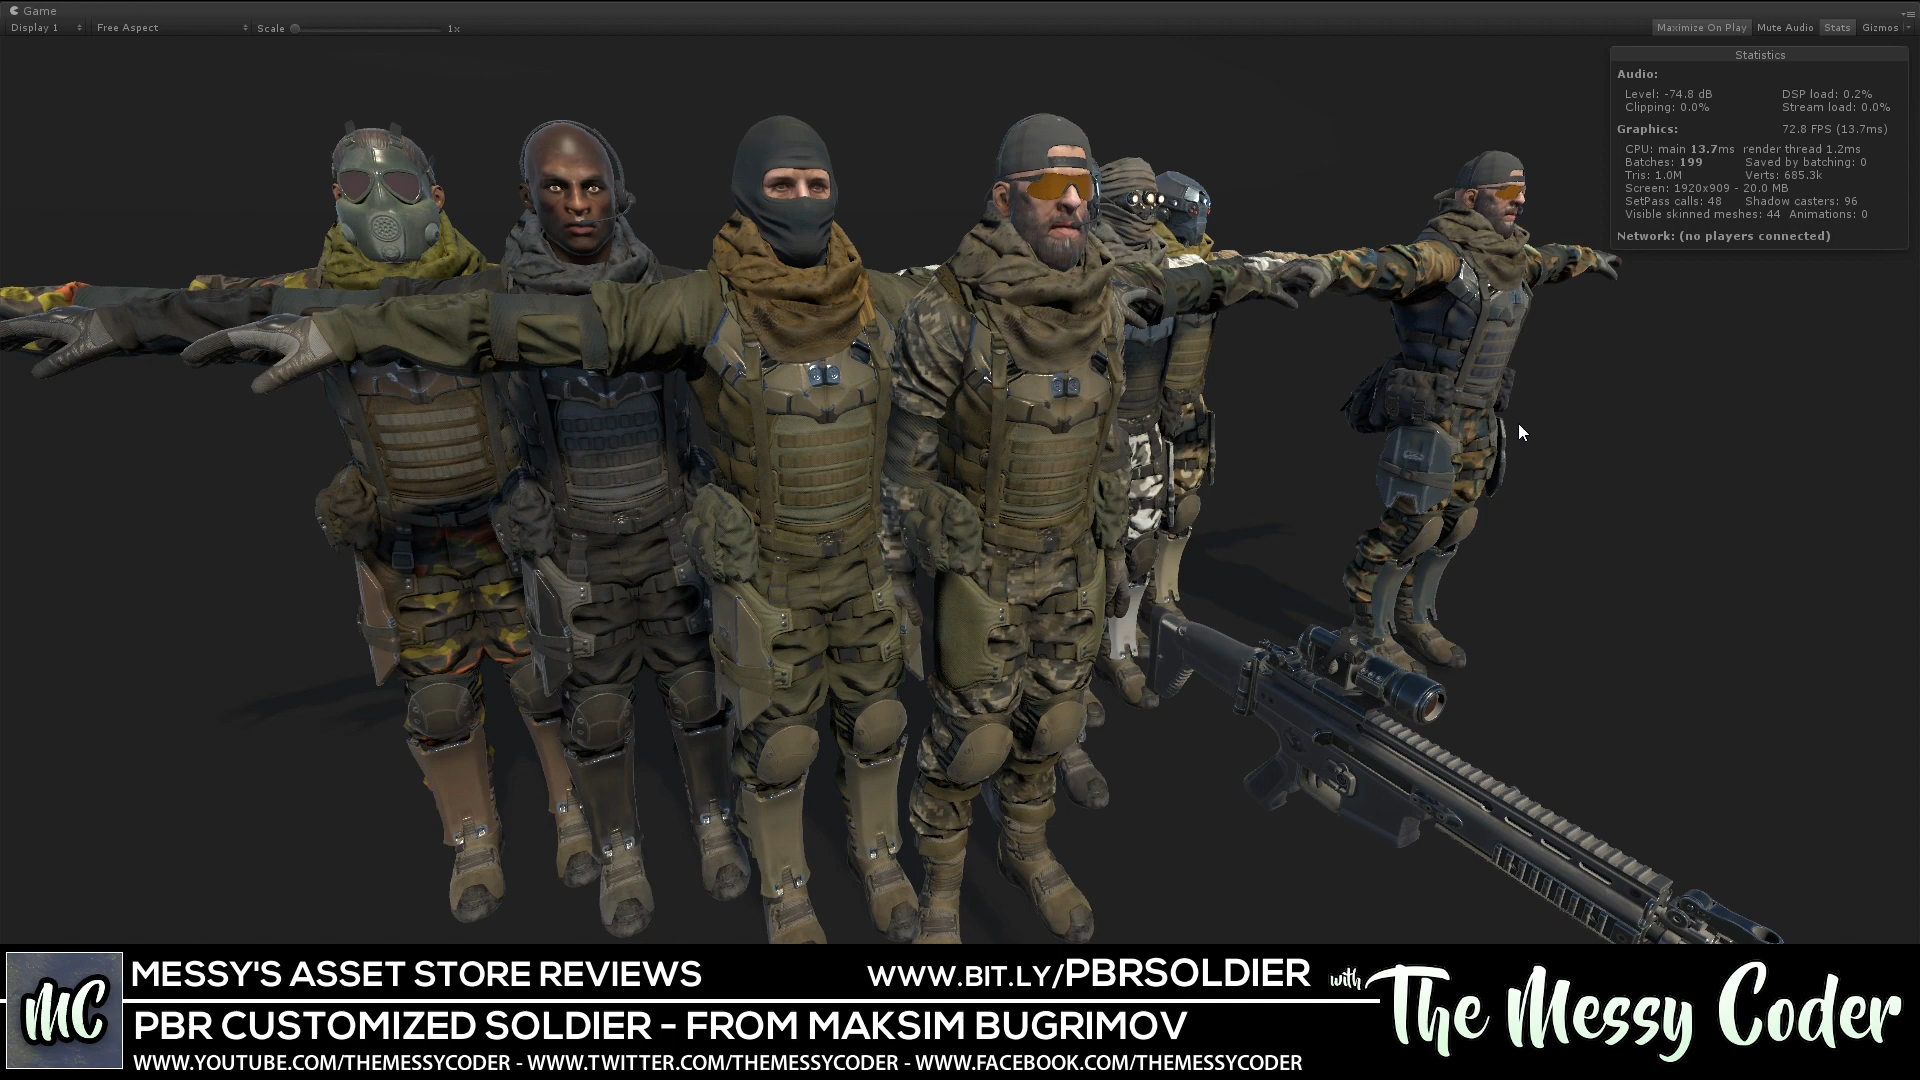 Game
Display 1 Free Aspect Scale 1x Maximize On Play Mute Audio Stats Gizmos
Statistics
Audio:
Level: -74.8 dB DSP load: 0.2%
Clipping: 0.0% Stream load: 0.0%
Graphics: 72.8 FPS (13.7ms)
CPU: main 13.7ms render thread 1.2ms
Batches: 199 Saved by batching: 0
Tris: 1.0M Verts: 685.3k
Screen: 1920x909 - 20.0 MB
SetPass calls: 48 Shadow casters: 96
Visible skinned meshes: 44 Animations: 0
Network: (no players connected)
MC
MESSY'S ASSET STORE REVIEWS WWW.BIT.LY/PBRSOLDIER with The Messy Coder
PBR CUSTOMIZED SOLDIER - FROM MAKSIM BUGRIMOV
WWW.YOUTUBE.COM/THEMESSYCODER - WWW.TWITTER.COM/THEMESSYCODER - WWW.FACEBOOK.COM/THEMESSYCODER